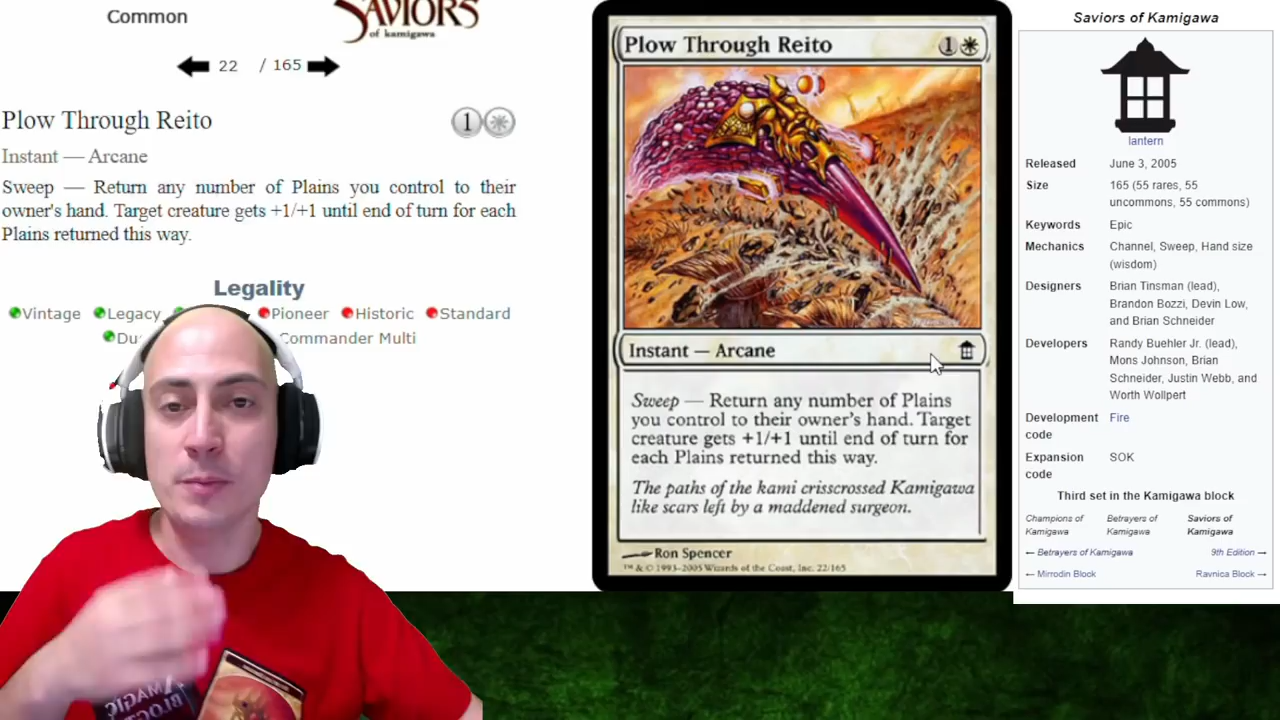 Common
SAVIORS
of kamigawa
22 / 165
Plow Through Reito
1
Instant — Arcane
Sweep — Return any number of Plains you control to their
owner's hand. Target creature gets +1/+1 until end of turn for each
Plains returned this way.
Legality
Vintage Legacy Pioneer Historic Standard
Commander Multi
MAGIC
Plow Through Reito 1
Instant — Arcane
Sweep — Return any number of Plains
you control to their owner's hand. Target
creature gets +1/+1 until end of turn for
each Plains returned this way.
The paths of the kami crisscrossed Kamigawa
like scars left by a maddened surgeon.
Ron Spencer
™ & © 1993–2005 Wizards of the Coast, Inc. 22/165
Saviors of Kamigawa
lantern
Released June 3, 2005
Size 165 (55 rares, 55
uncommons, 55 commons)
Keywords Epic
Mechanics Channel, Sweep, Hand size
(wisdom)
Designers Brian Tinsman (lead),
Brandon Bozzi, Devin Low,
and Brian Schneider
Developers Randy Buehler Jr. (lead),
Mons Johnson, Brian
Schneider, Justin Webb, and
Worth Wollpert
Development Fire
code
Expansion SOK
code
Third set in the Kamigawa block
Champions of Betrayers of Saviors of
Kamigawa Kamigawa Kamigawa
← Betrayers of Kamigawa 9th Edition →
← Mirrodin Block Ravnica Block →